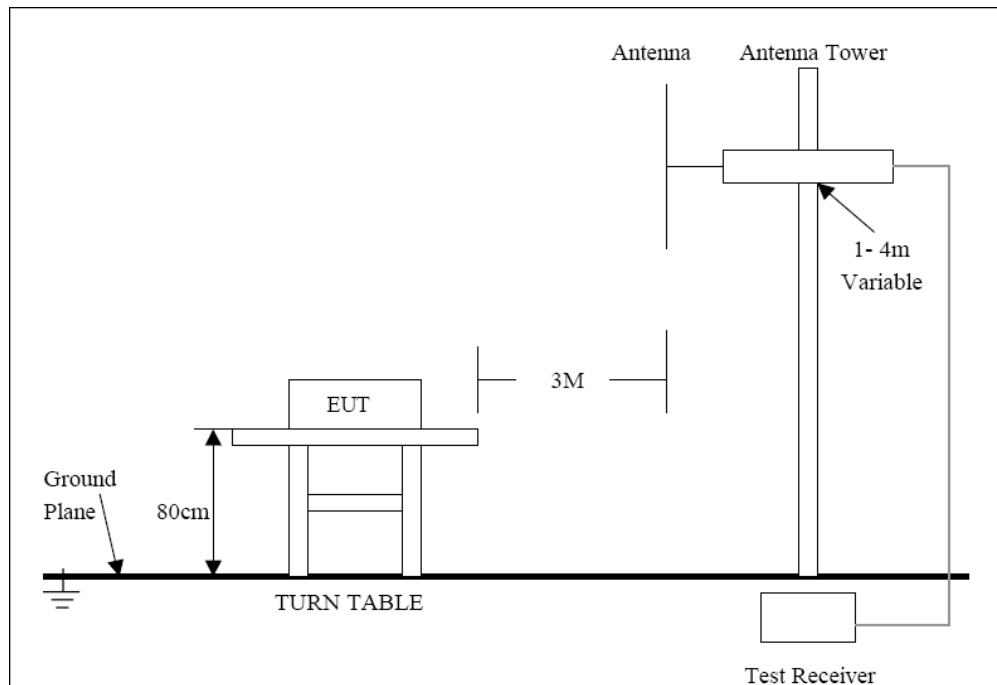 Antenna
Antenna Tower
1- 4m
Variable
3M
EUT
Ground
Plane
80cm
TURN TABLE
Test Receiver